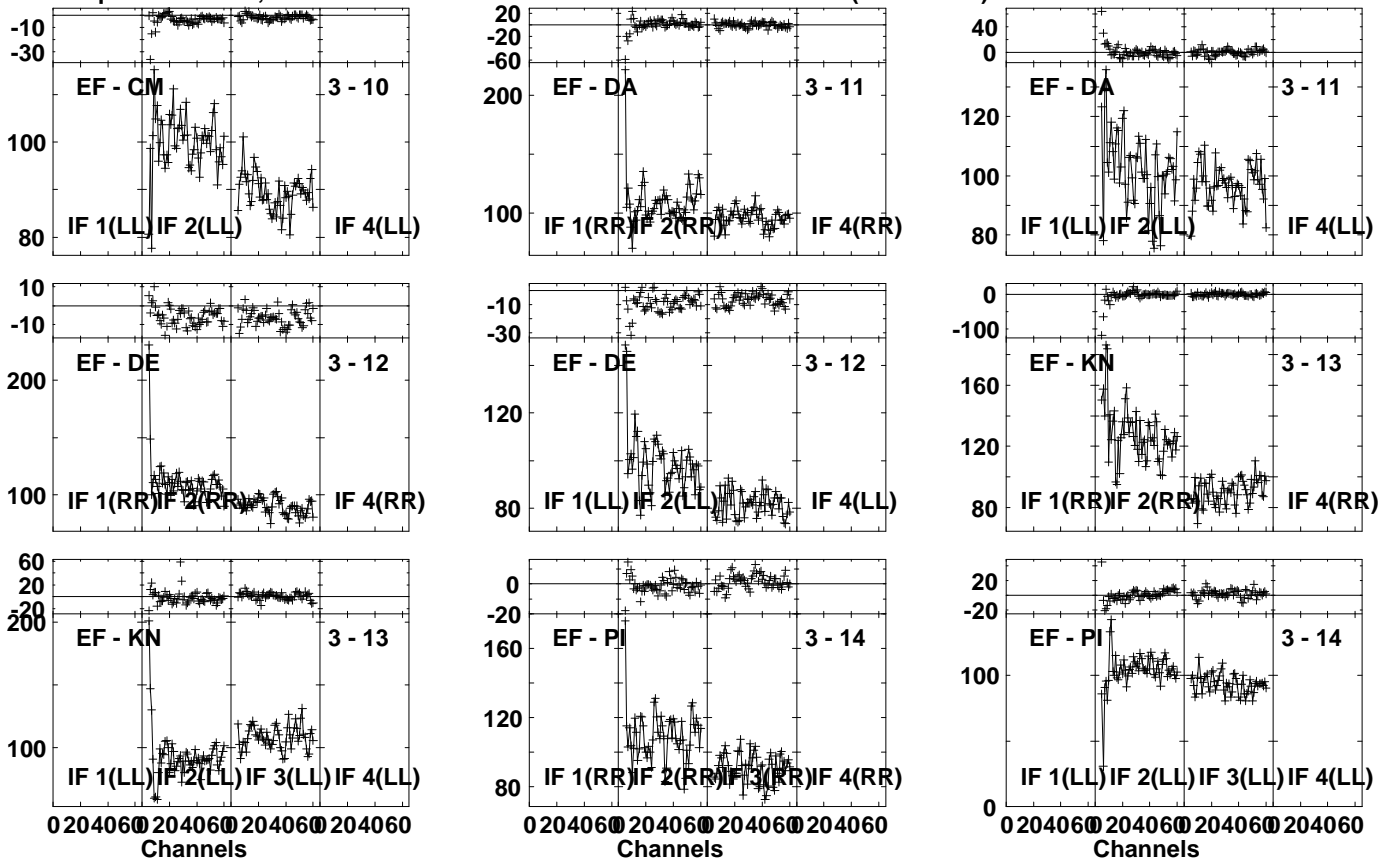 20
-10
-30
EF - CM 3 - 10
100
80
IF 1(LL) IF 2(LL) IF 4(LL)
20
0
-20
-40
-60
EF - DA 3 - 11
200
100
IF 1(RR) IF 2(RR) IF 4(RR)
40
0
EF - DA 3 - 11
120
100
80
IF 1(LL) IF 2(LL) IF 4(LL)
10
-10
EF - DE 3 - 12
200
100
IF 1(RR) IF 2(RR) IF 4(RR)
-10
-30
EF - DE 3 - 12
120
80
IF 1(LL) IF 2(LL) IF 4(LL)
0
-100
EF - KN 3 - 13
160
120
80
IF 1(RR) IF 2(RR) IF 4(RR)
60
20
-20
200
EF - KN 3 - 13
100
IF 1(LL) IF 2(LL) IF 3(LL) IF 4(LL)
0 20 40 60 0 20 40 60 0 20 40 60 0 20 40 60
Channels
0
-20
EF - PI 3 - 14
160
120
80
IF 1(RR) IF 2(RR) IF 3(RR) IF 4(RR)
0 20 40 60 0 20 40 60 0 20 40 60 0 20 40 60
Channels
20
-20
EF - PI 3 - 14
100
0
IF 1(LL) IF 2(LL) IF 3(LL) IF 4(LL)
0 20 40 60 0 20 40 60 0 20 40 60 0 20 40 60
Channels